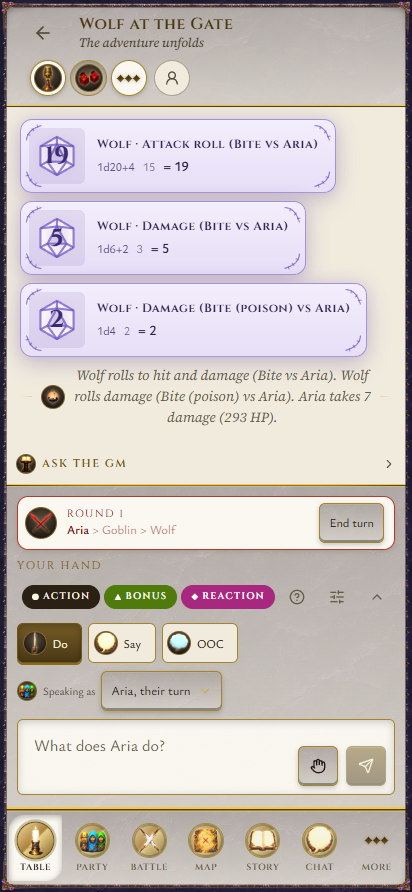 Wolf at the Gate
The adventure unfolds
19
Wolf · Attack roll (Bite vs Aria)
1d20+4 15 = 19
5
Wolf · Damage (Bite vs Aria)
1d6+2 3 = 5
2
Wolf · Damage (Bite (poison) vs Aria)
1d4 2 = 2
Wolf rolls to hit and damage (Bite vs Aria). Wolf
rolls damage (Bite (poison) vs Aria). Aria takes 7
damage (293 HP).
ASK THE GM
ROUND 1
Aria > Goblin > Wolf
End turn
YOUR HAND
ACTION
BONUS
REACTION
Do
Say
OOC
Speaking as
Aria, their turn
What does Aria do?
TABLE
PARTY
BATTLE
MAP
STORY
CHAT
MORE